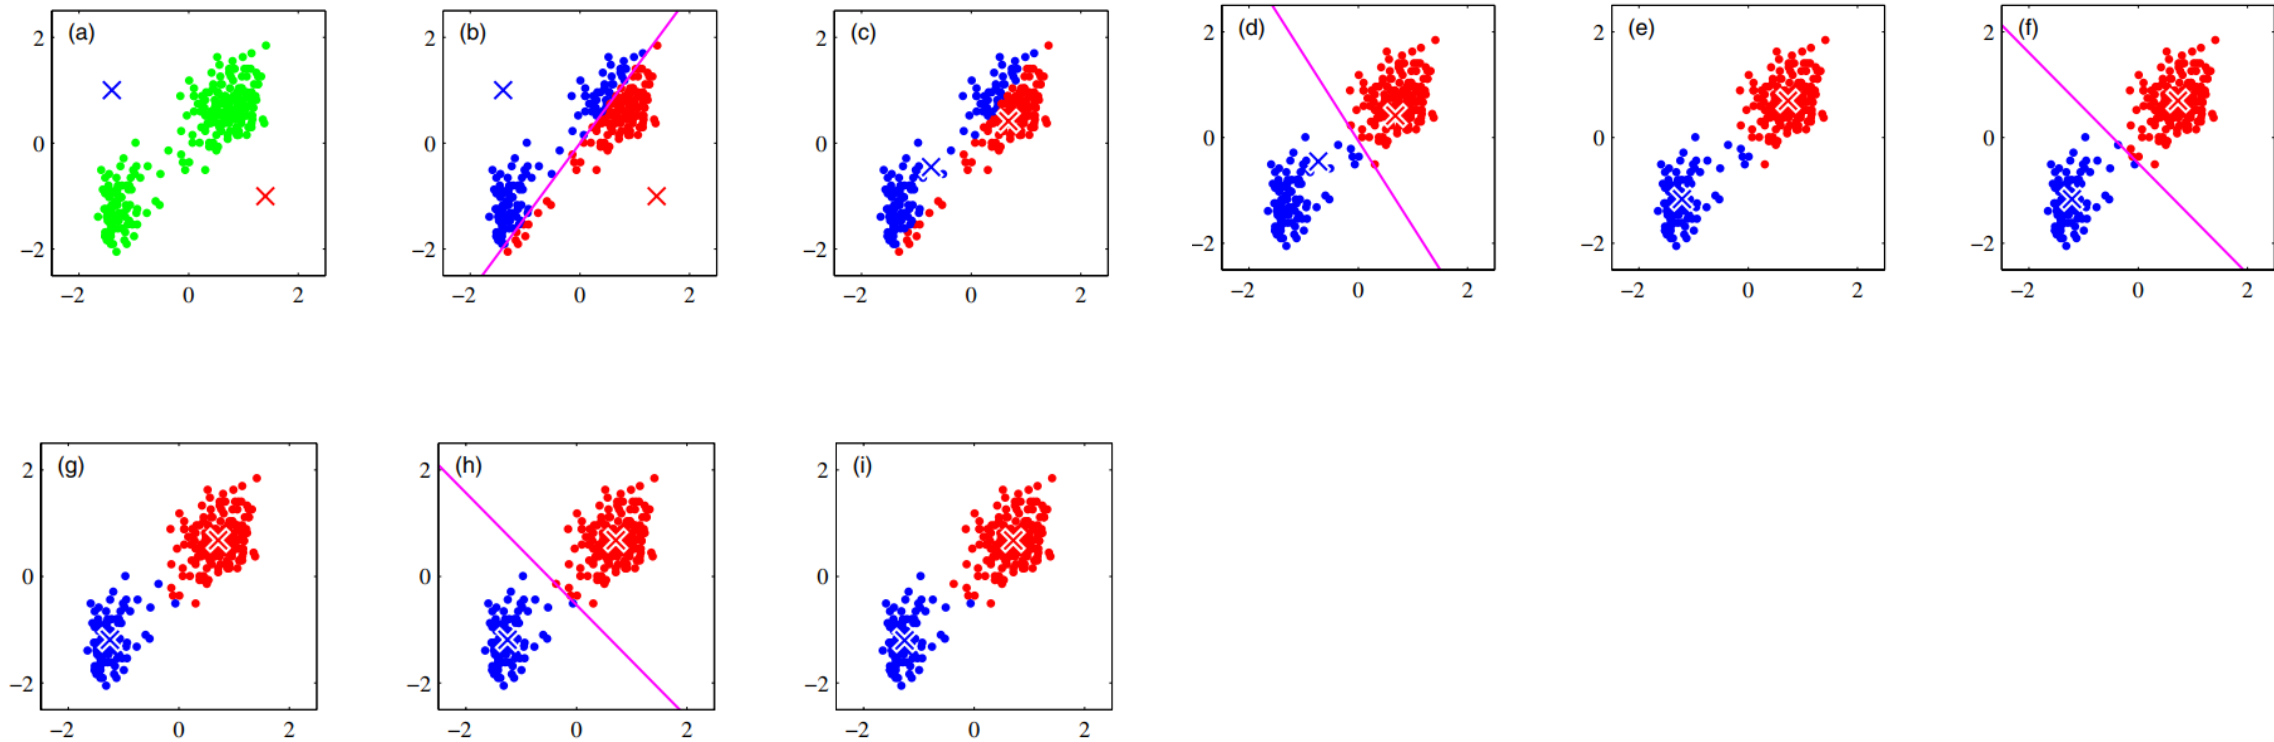 (a) (b) (c) (d) (e) (f)
2 2 2 2 2 2
0 0 0 0 0 0
−2 −2 −2 −2 −2 −2
−2 0 2 −2 0 2 −2 0 2 −2 0 2 −2 0 2 −2 0 2
(g) (h) (i)
2 2 2
0 0 0
−2 −2 −2
−2 0 2 −2 0 2 −2 0 2